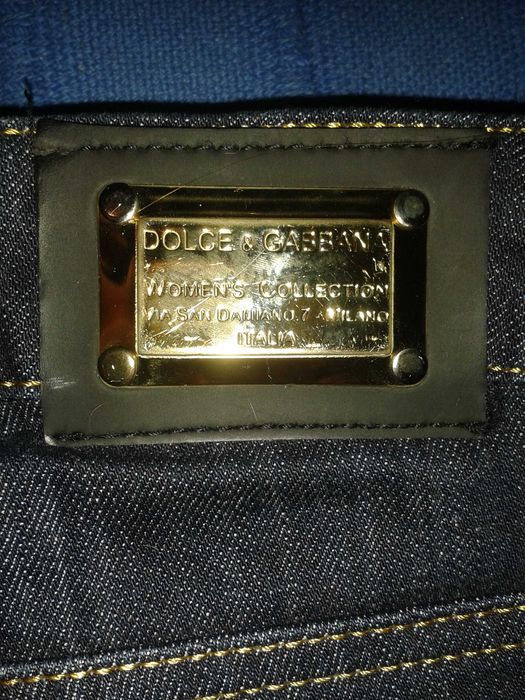 DOLCE & GABBANA
WOMEN'S COLLECTION
VIA SAN DAMIANO,7 -MILANO
ITALIA